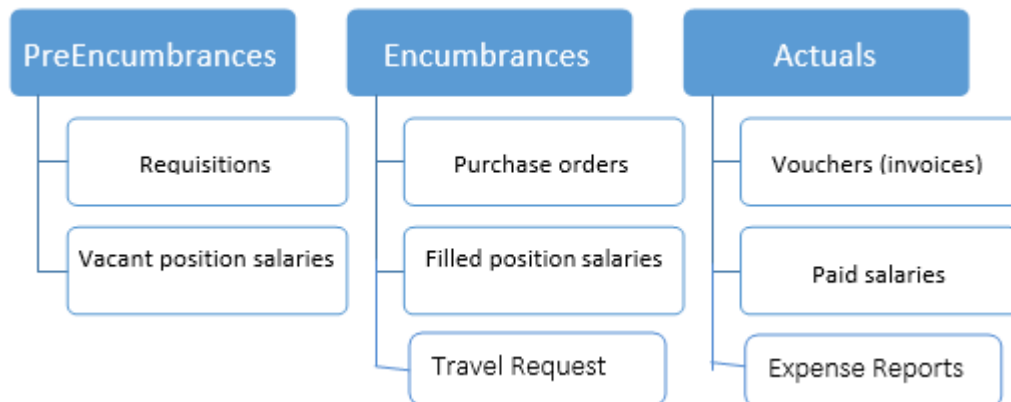 PreEncumbrances
Requisitions
Vacant position salaries
Encumbrances
Purchase orders
Filled position salaries
Travel Request
Actuals
Vouchers (invoices)
Paid salaries
Expense Reports